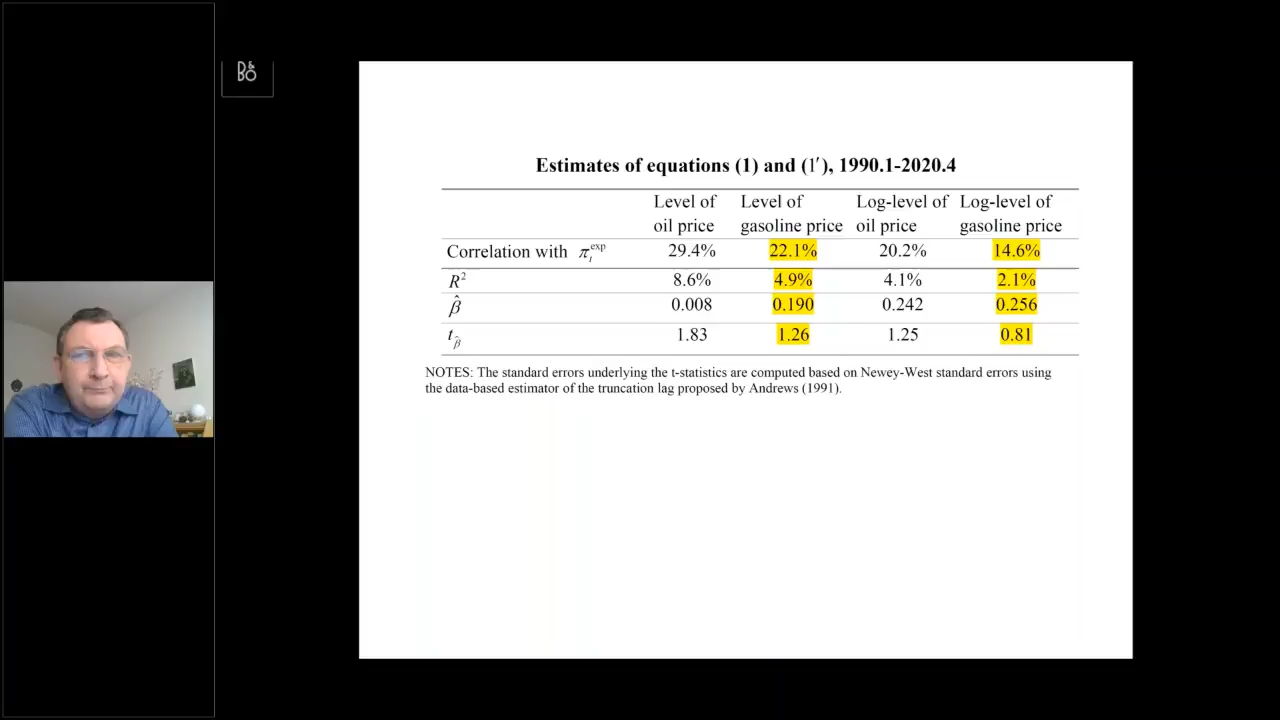 D&
BO
Estimates of equations (1) and (1′), 1990.1-2020.4
Level of oil price Level of gasoline price Log-level of oil price Log-level of gasoline price
Correlation with π_t^exp 29.4% 22.1% 20.2% 14.6%
R² 8.6% 4.9% 4.1% 2.1%
β̂ 0.008 0.190 0.242 0.256
t_β̂ 1.83 1.26 1.25 0.81
NOTES: The standard errors underlying the t-statistics are computed based on Newey-West standard errors using
the data-based estimator of the truncation lag proposed by Andrews (1991).